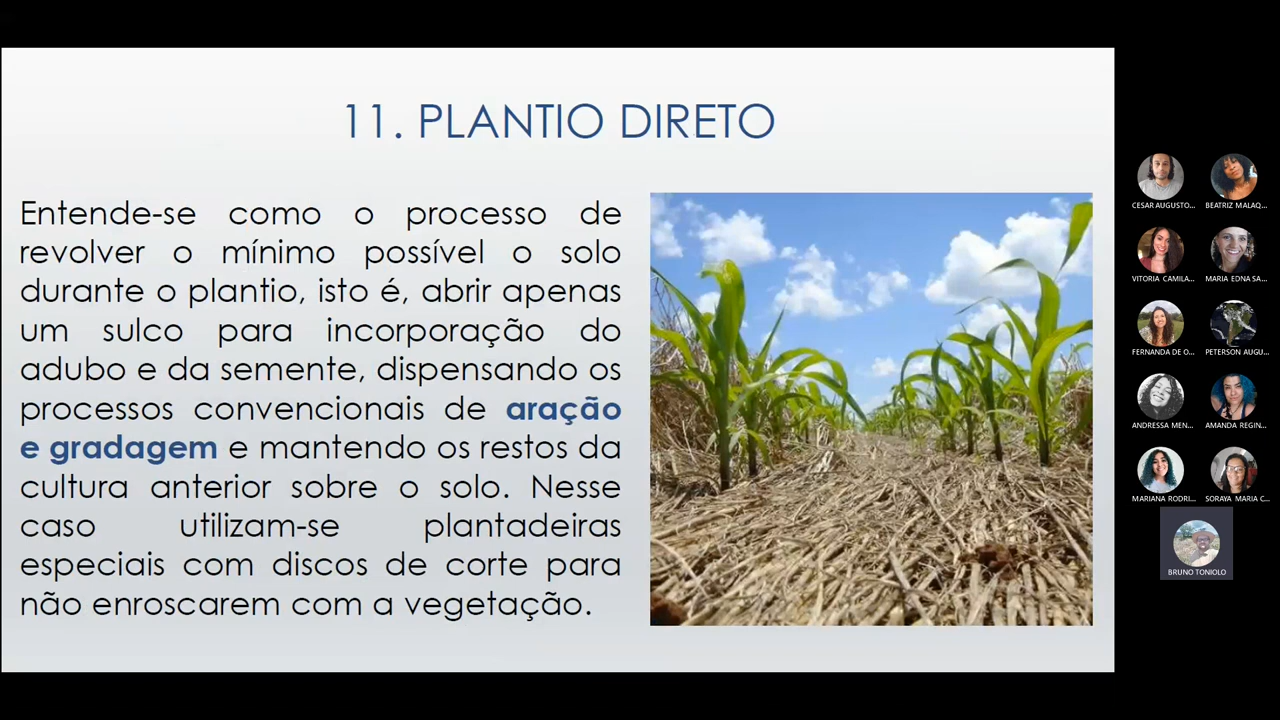 11. PLANTIO DIRETO
Entende-se como o processo de
revolver o mínimo possível o solo
durante o plantio, isto é, abrir apenas
um sulco para incorporação do
adubo e da semente, dispensando os
processos convencionais de aração
e gradagem e mantendo os restos da
cultura anterior sobre o solo. Nesse
caso utilizam-se plantadeiras
especiais com discos de corte para
não enroscarem com a vegetação.
CESAR AUGUSTO...
BEATRIZ MALAQ...
VITORIA CAMILA...
MARIA EDNA SA...
FERNANDA DE O...
PETERSON AUGU...
ANDRESSA MEN...
AMANDA REGIN...
MARIANA RODRI...
SORAYA MARIA C...
BRUNO TONIOLO